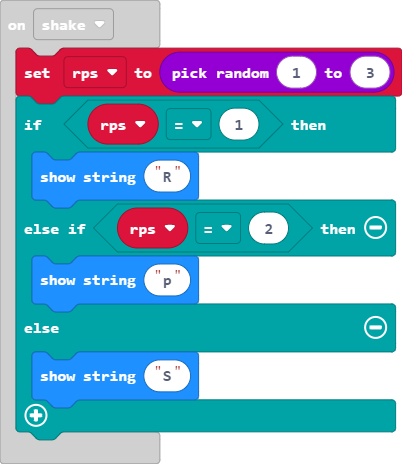 on shake
set rps to pick random 1 to 3
if rps = 1 then
show string "R"
else if rps = 2 then
show string "p"
else
show string "S"